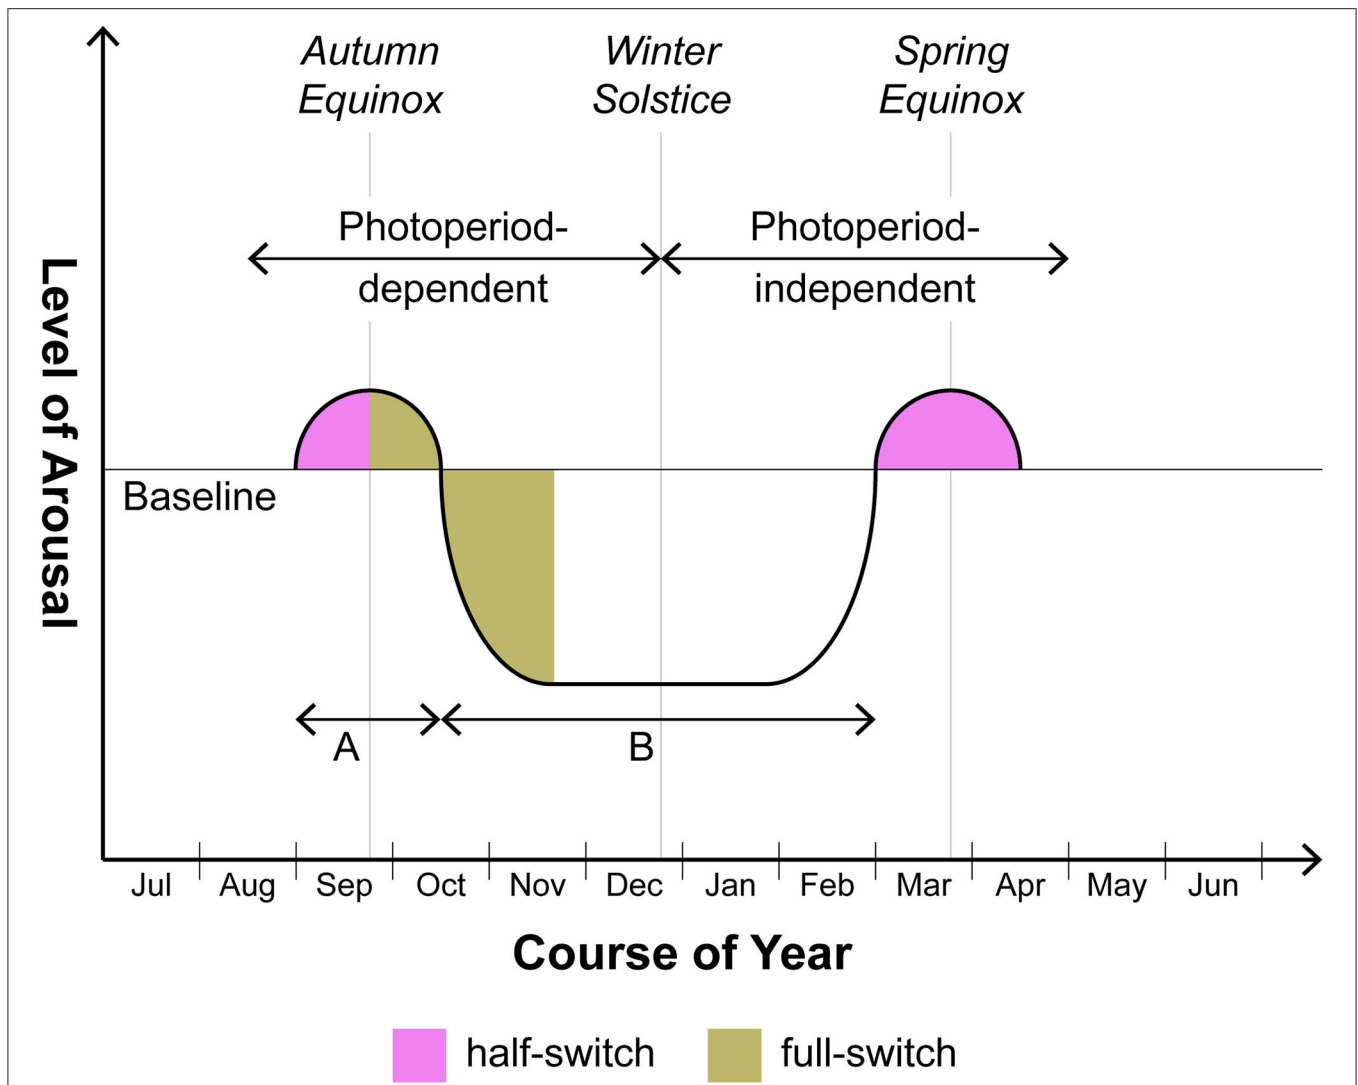 Autumn
Equinox
Winter
Solstice
Spring
Equinox
Photoperiod-
dependent
Photoperiod-
independent
Level of Arousal
Baseline
A
B
Jul Aug Sep Oct Nov Dec Jan Feb Mar Apr May Jun
Course of Year
half-switch full-switch